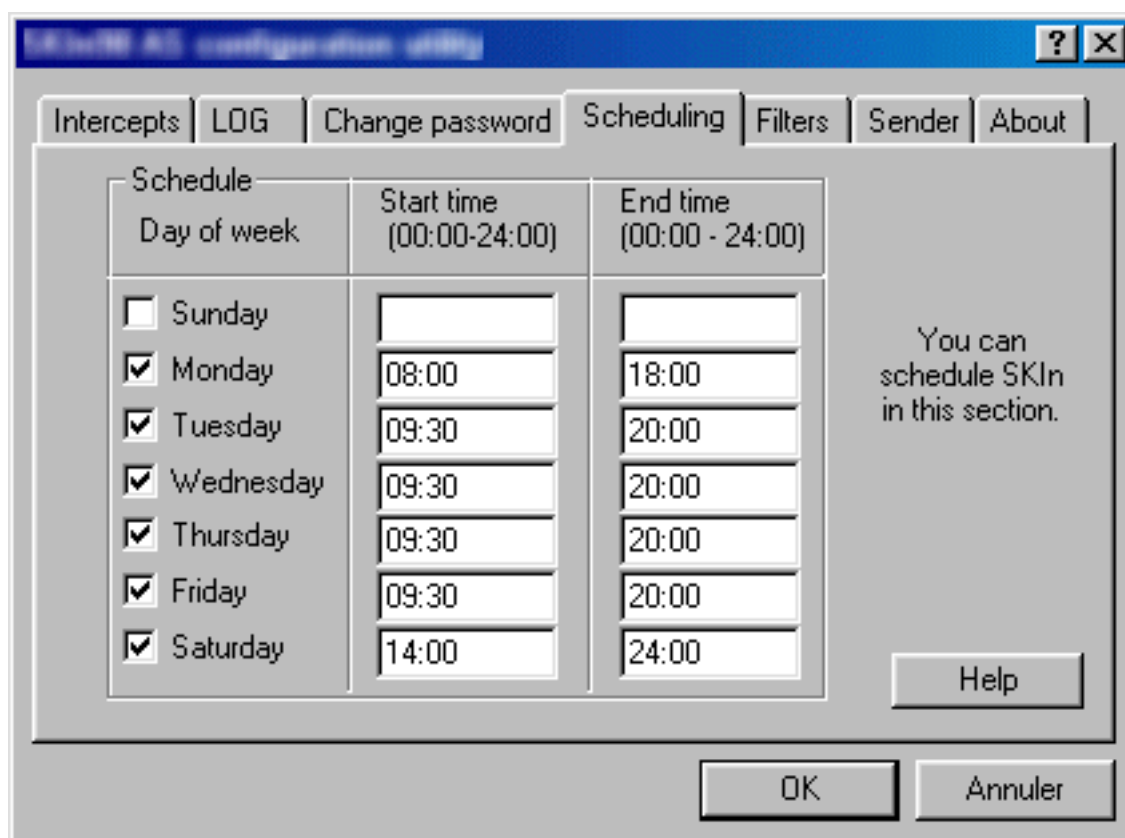 configuration utility
Intercepts LOG Change password Scheduling Filters Sender About
Schedule
Day of week
Start time
(00:00-24:00)
End time
(00:00 - 24:00)
Sunday
Monday 08:00 18:00
Tuesday 09:30 20:00
Wednesday 09:30 20:00
Thursday 09:30 20:00
Friday 09:30 20:00
Saturday 14:00 24:00
You can
schedule SKIn
in this section.
Help
OK Annuler